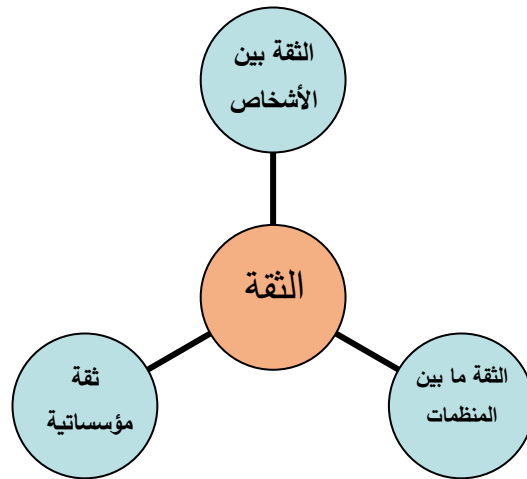 الثقة بين
الأشخاص
الثقة
الثقة ما بين
المنظمات
ثقة
مؤسساتية